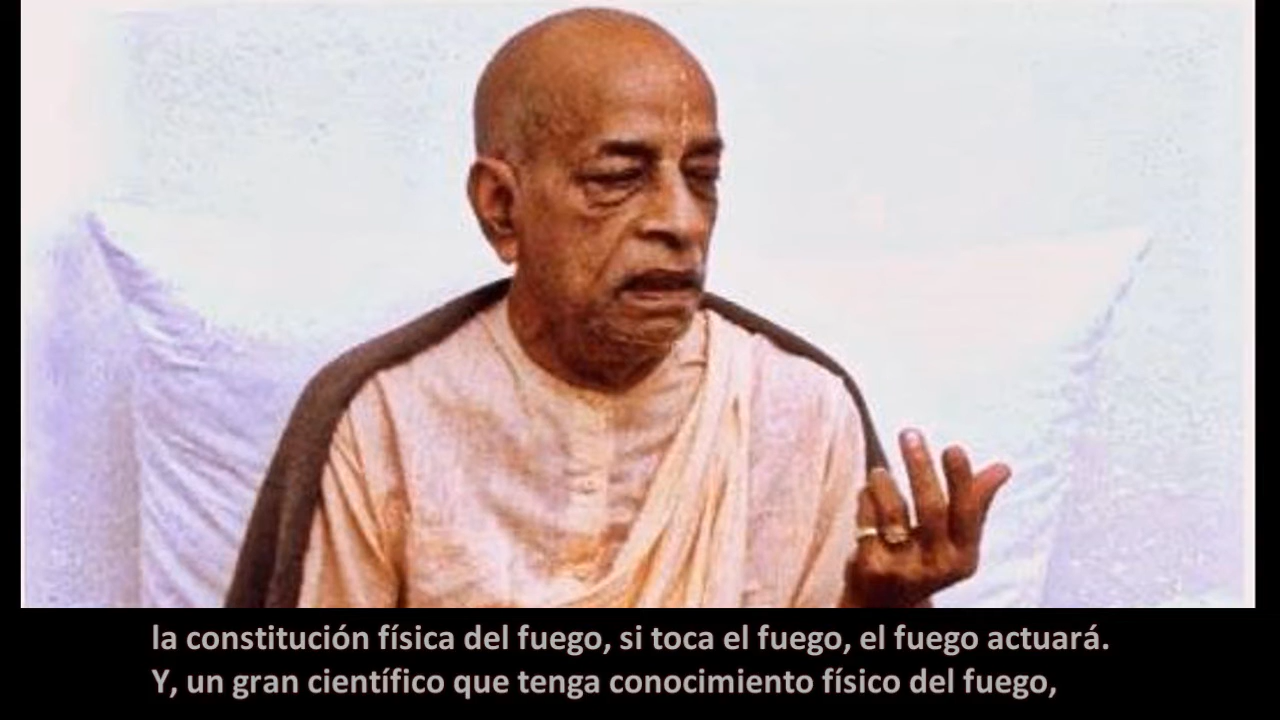 la constitución física del fuego, si toca el fuego, el fuego actuará.
Y, un gran científico que tenga conocimiento físico del fuego,